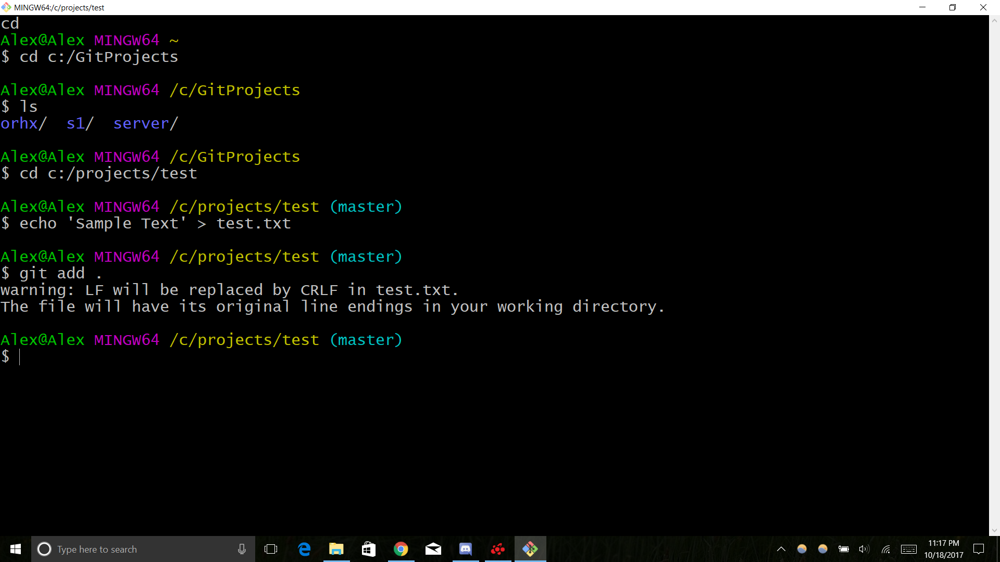 MINGW64:/c/projects/test
cd
Alex@Alex MINGW64 ~
$ cd c:/GitProjects
Alex@Alex MINGW64 /c/GitProjects
$ ls
orhx/  s1/  server/
Alex@Alex MINGW64 /c/GitProjects
$ cd c:/projects/test
Alex@Alex MINGW64 /c/projects/test (master)
$ echo 'Sample Text' > test.txt
Alex@Alex MINGW64 /c/projects/test (master)
$ git add .
warning: LF will be replaced by CRLF in test.txt.
The file will have its original line endings in your working directory.
Alex@Alex MINGW64 /c/projects/test (master)
$
Type here to search
11:17 PM
10/18/2017